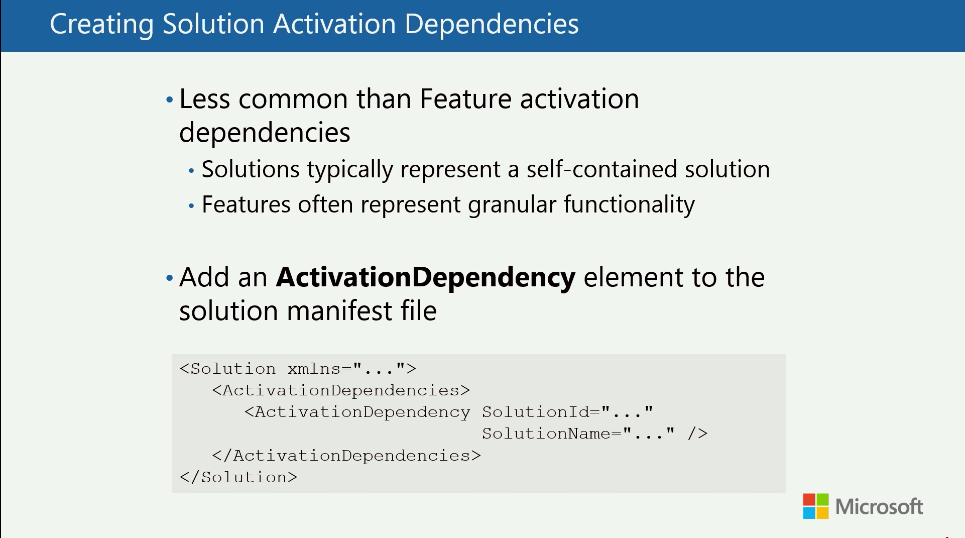 Creating Solution Activation Dependencies
• Less common than Feature activation
dependencies
• Solutions typically represent a self-contained solution
• Features often represent granular functionality
• Add an ActivationDependency element to the
solution manifest file
<Solution xmlns="...">
<ActivationDependencies>
<ActivationDependency SolutionId="..."
SolutionName="..." />
</ActivationDependencies>
</Solution>
Microsoft